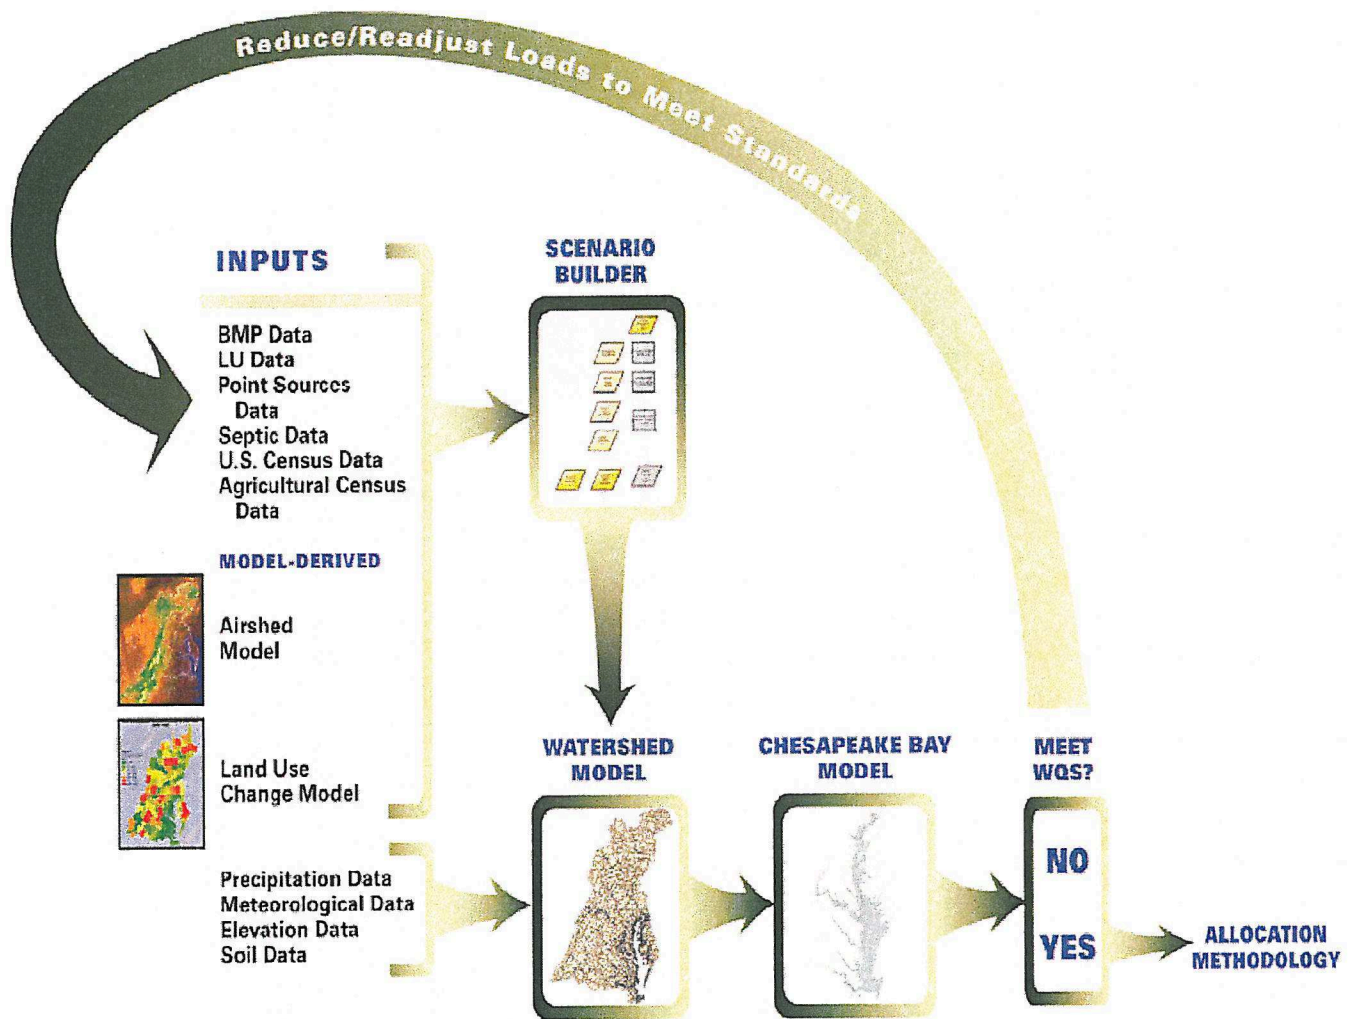 Reduce/Readjust Loads to Meet Standards
INPUTS
BMP Data
LU Data
Point Sources
Data
Septic Data
U.S. Census Data
Agricultural Census
Data
MODEL-DERIVED
Airshed
Model
Land Use
Change Model
Precipitation Data
Meteorological Data
Elevation Data
Soil Data
SCENARIO
BUILDER
WATERSHED
MODEL
CHESAPEAKE BAY
MODEL
MEET
WQS?
NO
YES
ALLOCATION
METHODOLOGY